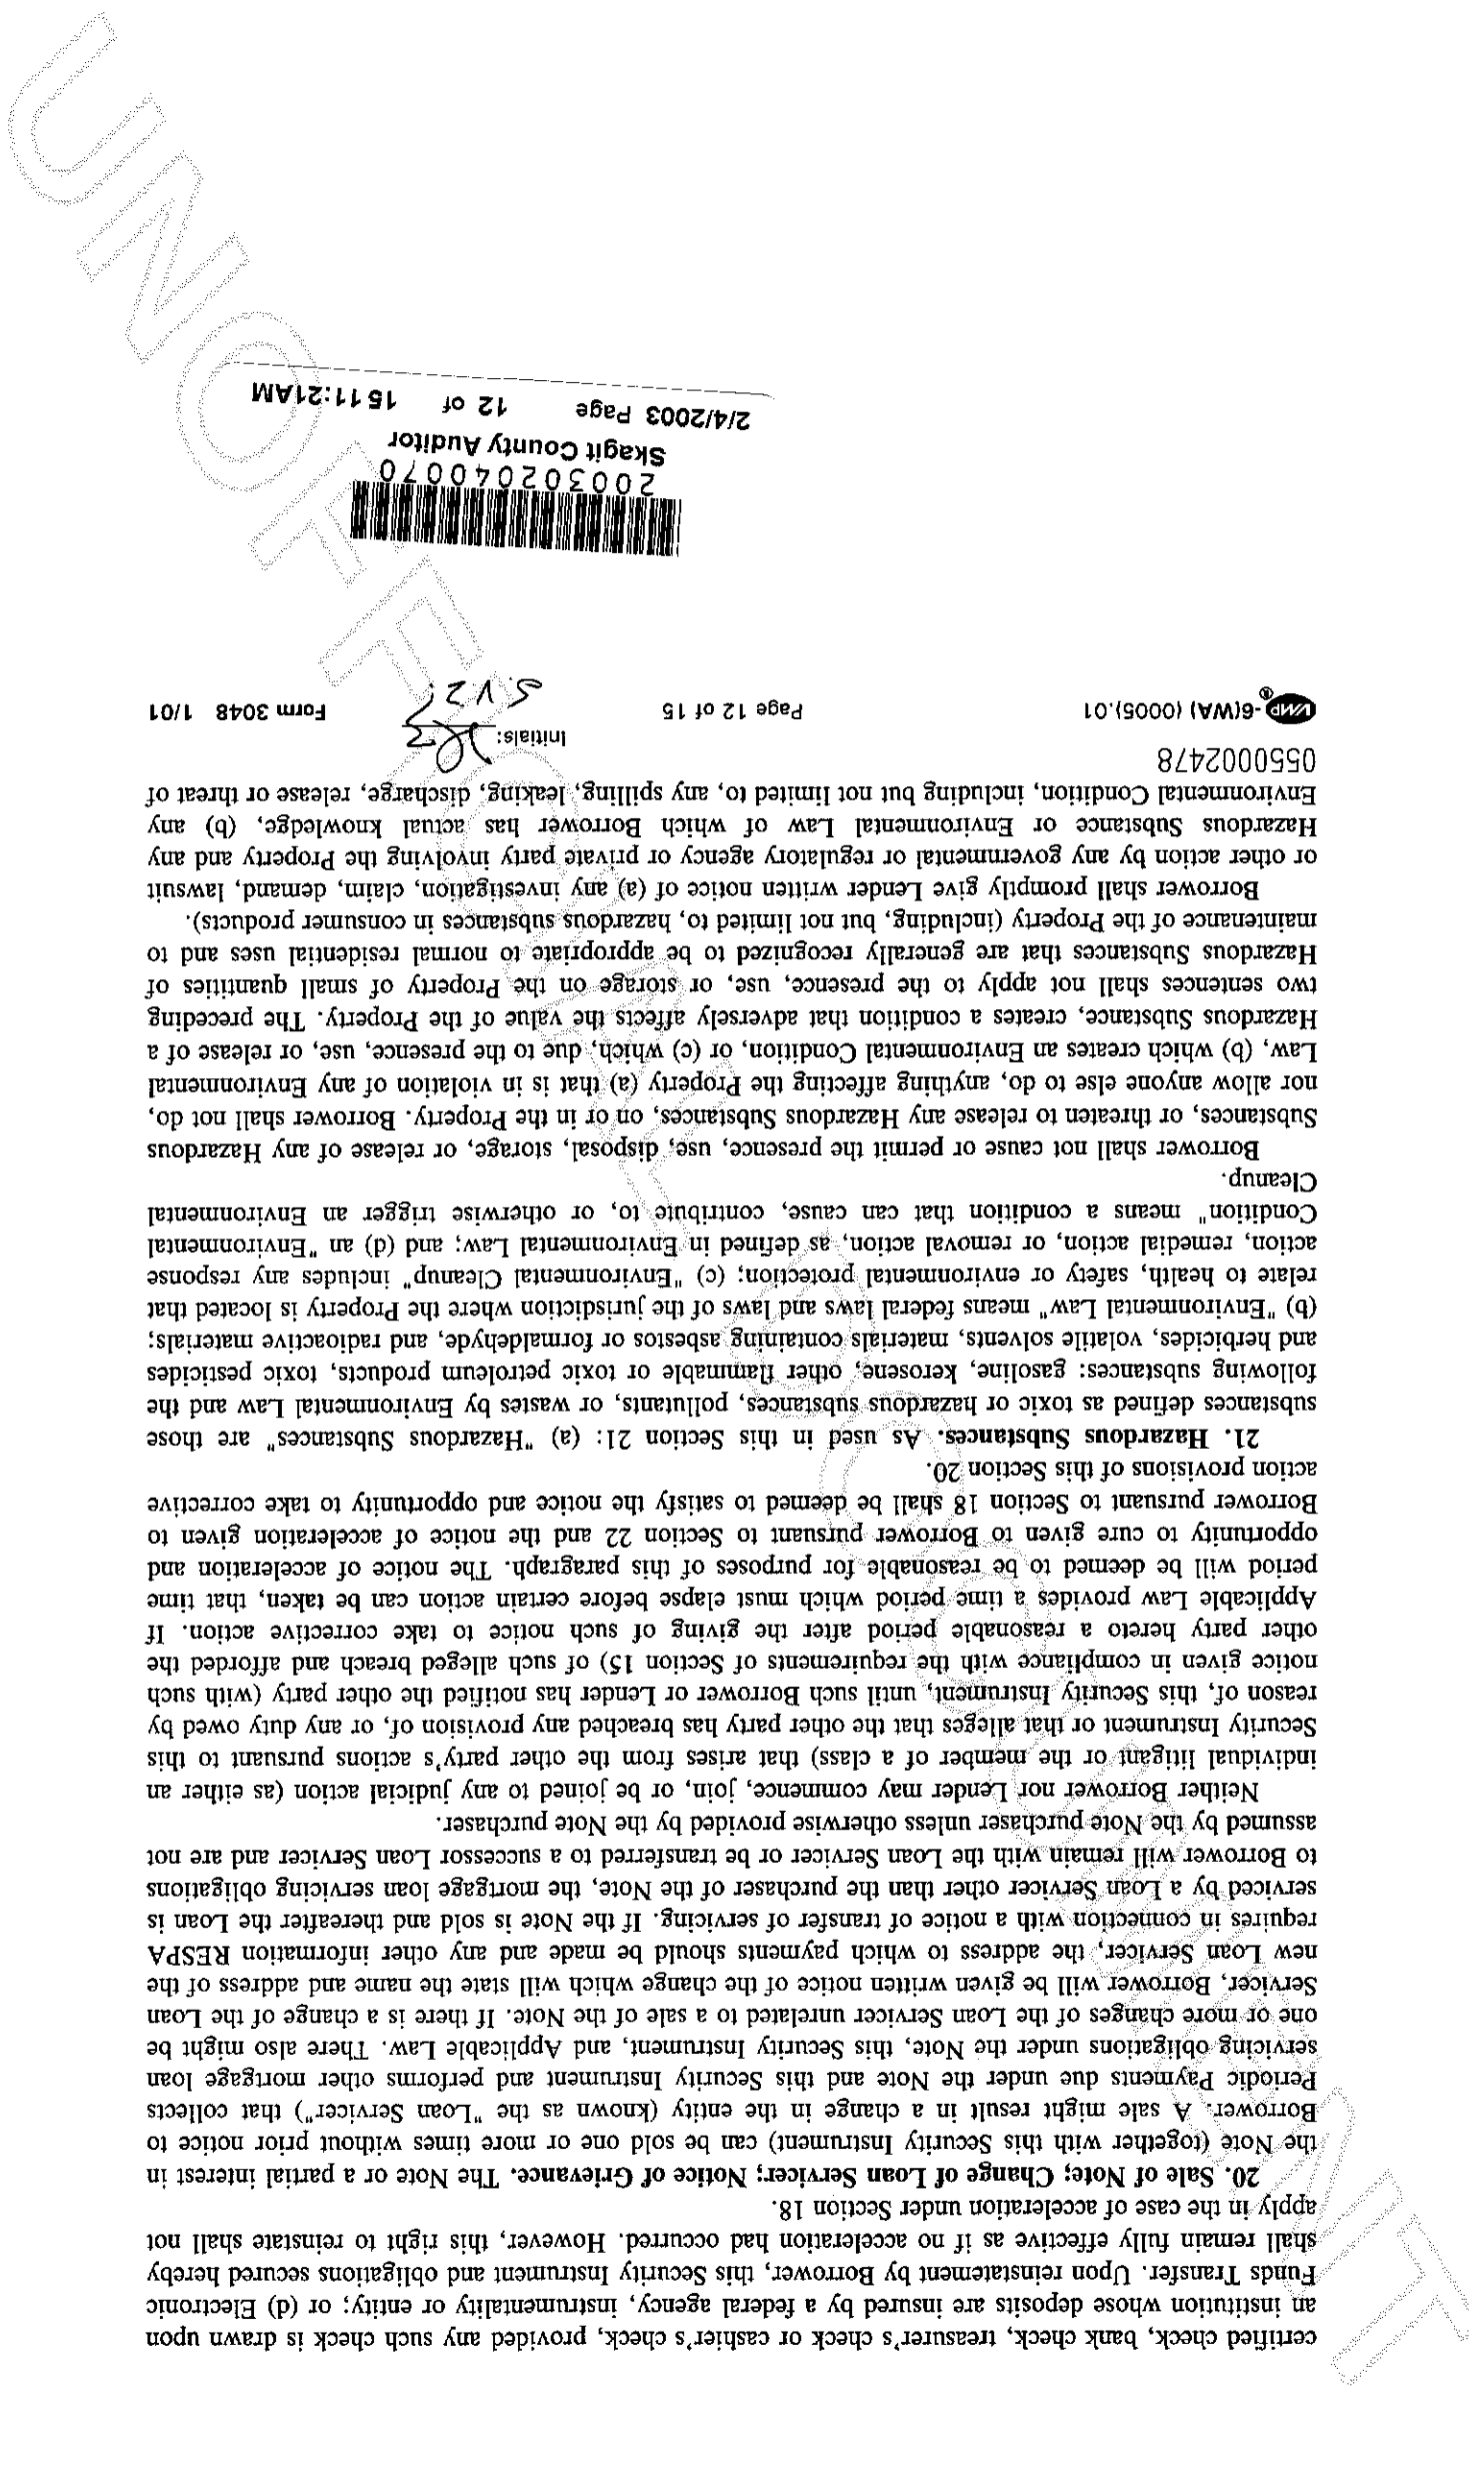 certified check, bank check, treasurer's check or cashier's check, provided any such check is drawn upon
an institution whose deposits are insured by a federal agency, instrumentality or entity; or (d) Electronic
Funds Transfer. Upon reinstatement by Borrower, this Security Instrument and obligations secured hereby
shall remain fully effective as if no acceleration had occurred. However, this right to reinstate shall not
apply in the case of acceleration under Section 18.
20. Sale of Note; Change of Loan Servicer; Notice of Grievance. The Note or a partial interest in
the Note (together with this Security Instrument) can be sold one or more times without prior notice to
Borrower. A sale might result in a change in the entity (known as the "Loan Servicer") that collects
Periodic Payments due under the Note and this Security Instrument and performs other mortgage loan
servicing obligations under the Note, this Security Instrument, and Applicable Law. There also might be
one or more changes of the Loan Servicer unrelated to a sale of the Note. If there is a change of the Loan
Servicer, Borrower will be given written notice of the change which will state the name and address of the
new Loan Servicer, the address to which payments should be made and any other information RESPA
requires in connection with a notice of transfer of servicing. If the Note is sold and thereafter the Loan is
serviced by a Loan Servicer other than the purchaser of the Note, the mortgage loan servicing obligations
to Borrower will remain with the Loan Servicer or be transferred to a successor Loan Servicer and are not
assumed by the Note purchaser unless otherwise provided by the Note purchaser.
Neither Borrower nor Lender may commence, join, or be joined to any judicial action (as either an
individual litigant or the member of a class) that arises from the other party's actions pursuant to this
Security Instrument or that alleges that the other party has breached any provision of, or any duty owed by
reason of, this Security Instrument, until such Borrower or Lender has notified the other party (with such
notice given in compliance with the requirements of Section 15) of such alleged breach and afforded the
other party hereto a reasonable period after the giving of such notice to take corrective action. If
Applicable Law provides a time period which must elapse before certain action can be taken, that time
period will be deemed to be reasonable for purposes of this paragraph. The notice of acceleration and
opportunity to cure given to Borrower pursuant to Section 22 and the notice of acceleration given to
Borrower pursuant to Section 18 shall be deemed to satisfy the notice and opportunity to take corrective
action provisions of this Section 20.
21. Hazardous Substances. As used in this Section 21: (a) "Hazardous Substances" are those
substances defined as toxic or hazardous substances, pollutants, or wastes by Environmental Law and the
following substances: gasoline, kerosene, other flammable or toxic petroleum products, toxic pesticides
and herbicides, volatile solvents, materials containing asbestos or formaldehyde, and radioactive materials;
(b) "Environmental Law" means federal laws and laws of the jurisdiction where the Property is located that
relate to health, safety or environmental protection; (c) "Environmental Cleanup" includes any response
action, remedial action, or removal action, as defined in Environmental Law; and (d) an "Environmental
Condition" means a condition that can cause, contribute to, or otherwise trigger an Environmental
Cleanup.
Borrower shall not cause or permit the presence, use, disposal, storage, or release of any Hazardous
Substances, or threaten to release any Hazardous Substances, on or in the Property. Borrower shall not do,
nor allow anyone else to do, anything affecting the Property (a) that is in violation of any Environmental
Law, (b) which creates an Environmental Condition, or (c) which, due to the presence, use, or release of a
Hazardous Substance, creates a condition that adversely affects the value of the Property. The preceding
two sentences shall not apply to the presence, use, or storage on the Property of small quantities of
Hazardous Substances that are generally recognized to be appropriate to normal residential uses and to
maintenance of the Property (including, but not limited to, hazardous substances in consumer products).
Borrower shall promptly give Lender written notice of (a) any investigation, claim, demand, lawsuit
or other action by any governmental or regulatory agency or private party involving the Property and any
Hazardous Substance or Environmental Law of which Borrower has actual knowledge, (b) any
Environmental Condition, including but not limited to, any spilling, leaking, discharge, release or threat of
0550002478
Initials:
VMP®-6(WA) (0005).01 Page 12 of 15 S.V.Z. Form 3048 1/01
200302040070
Skagit County Auditor
2/4/2003 Page 12 of 15 11:21AM
UNOFFICIAL DOCUMENT